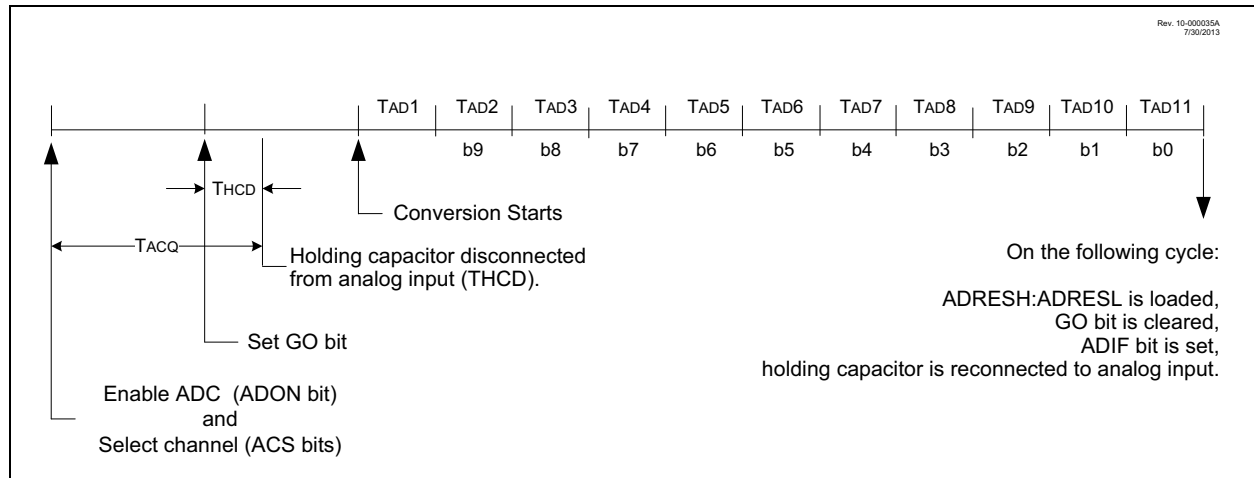 Rev. 10-000035A
7/30/2013
TAD1 TAD2 TAD3 TAD4 TAD5 TAD6 TAD7 TAD8 TAD9 TAD10 TAD11
b9 b8 b7 b6 b5 b4 b3 b2 b1 b0
THCD
Conversion Starts
TACQ
Holding capacitor disconnected
from analog input (THCD).
On the following cycle:
ADRESH:ADRESL is loaded,
GO bit is cleared,
ADIF bit is set,
holding capacitor is reconnected to analog input.
Set GO bit
Enable ADC (ADON bit)
and
Select channel (ACS bits)